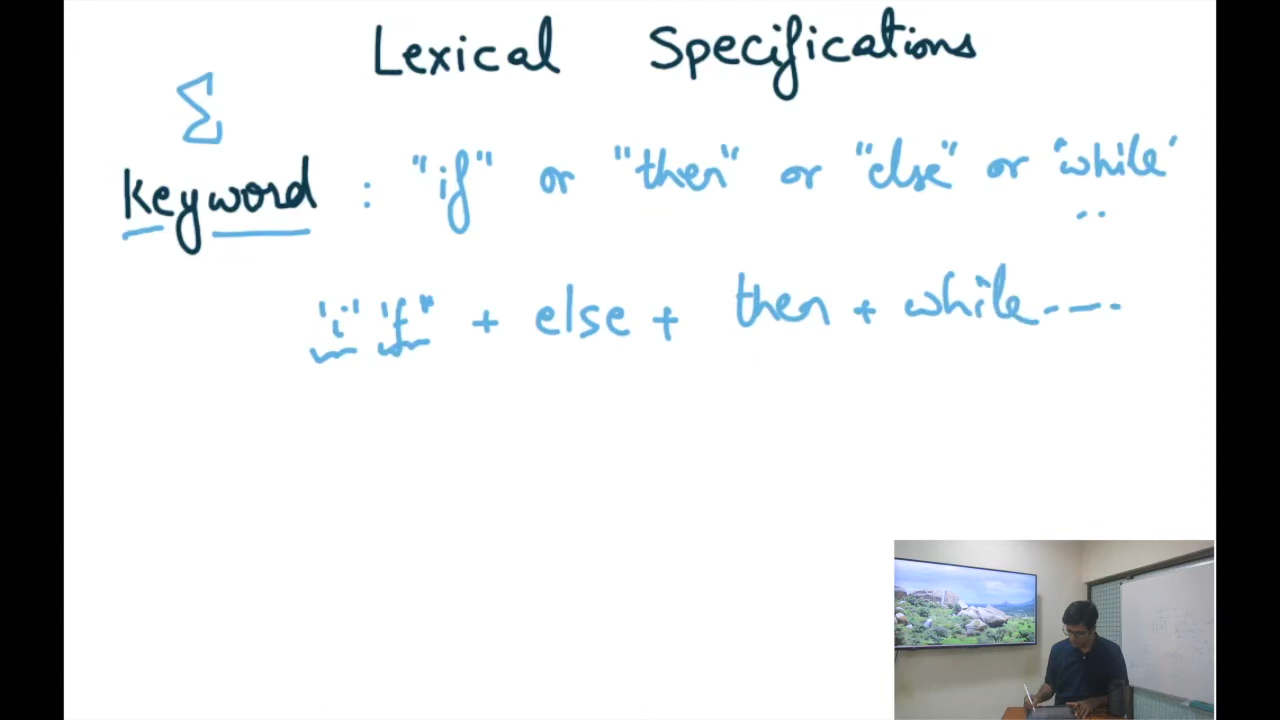 Lexical Specifications
Σ
Keyword : "if" or "then" or "else" or 'while'
'i' 'f' + else + then + while ----